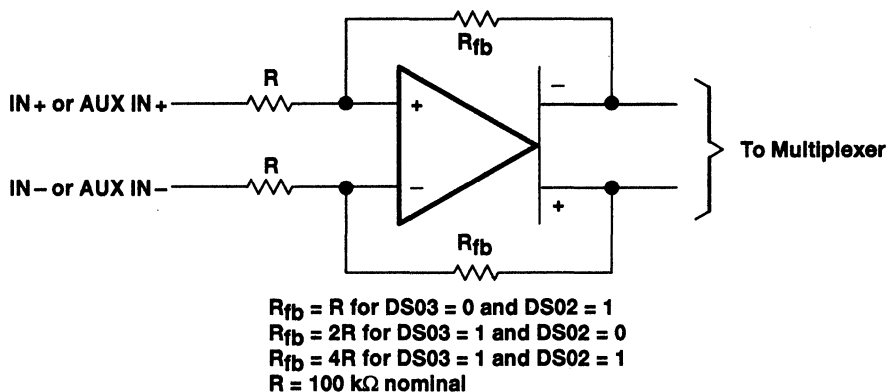 Rfb
R
IN+ or AUX IN+
+
−
To Multiplexer
R
IN− or AUX IN−
−
+
Rfb
Rfb = R for DS03 = 0 and DS02 = 1
Rfb = 2R for DS03 = 1 and DS02 = 0
Rfb = 4R for DS03 = 1 and DS02 = 1
R = 100 kΩ nominal